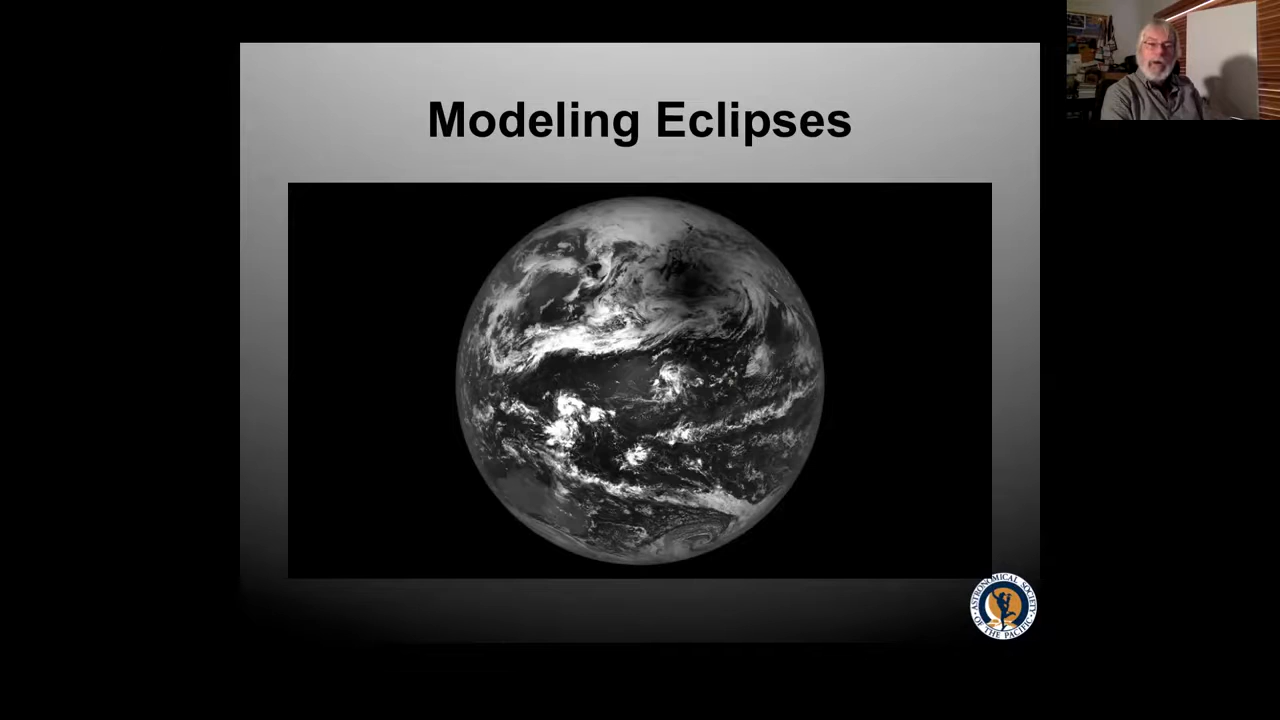 Modeling Eclipses
ASTRONOMICAL SOCIETY
OF THE PACIFIC